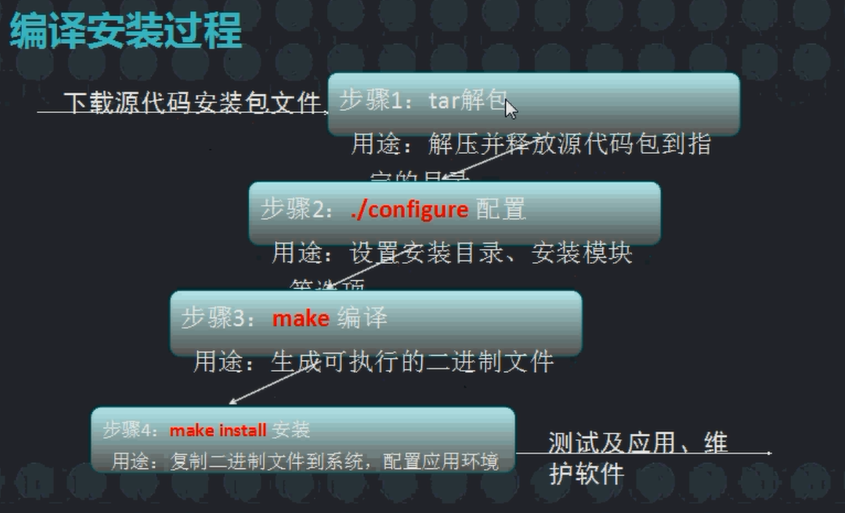 编译安装过程
下载源代码安装包文件
步骤1：tar解包
用途：解压并释放源代码包到指
定的目录
步骤2：./configure 配置
用途：设置安装目录、安装模块
等选项
步骤3：make 编译
用途：生成可执行的二进制文件
步骤4：make install 安装
用途：复制二进制文件到系统，配置应用环境
测试及应用、维
护软件